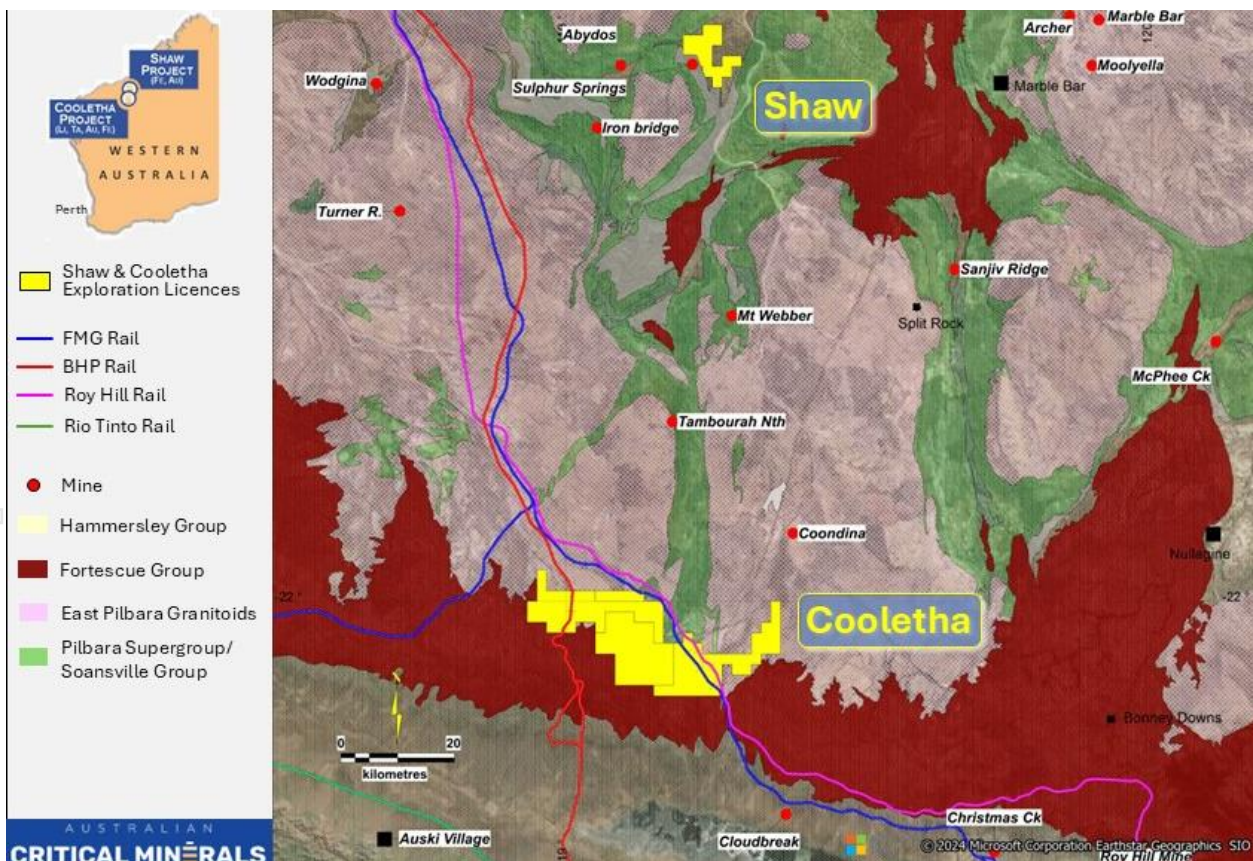 SHAW
PROJECT
(FE, AU)
COOLETHA
PROJECT
(LI, TA, AU, FE)
WESTERN
AUSTRALIA
Perth
Shaw & Cooletha
Exploration Licences
FMG Rail
BHP Rail
Roy Hill Rail
Rio Tinto Rail
Mine
Hammersley Group
Fortescue Group
East Pilbara Granitoids
Pilbara Supergroup/
Soansville Group
AUSTRALIAN
CRITICAL MINERALS
Abydos
Archer
Marble Bar
120
Wodgina
Sulphur Springs
Moolyella
Marble Bar
Shaw
Iron bridge
Turner R.
Sanjiv Ridge
Split Rock
Mt Webber
McPhee Ck
Tambourah Nth
Coondina
Nullagine
-22 °
-22 °
Cooletha
Bonney Downs
0 20
kilometres
Christmas Ck
Auski Village
Cloudbreak
Roy Hill Mine
© 2024 Microsoft Corporation Earthstar Geographics SIO